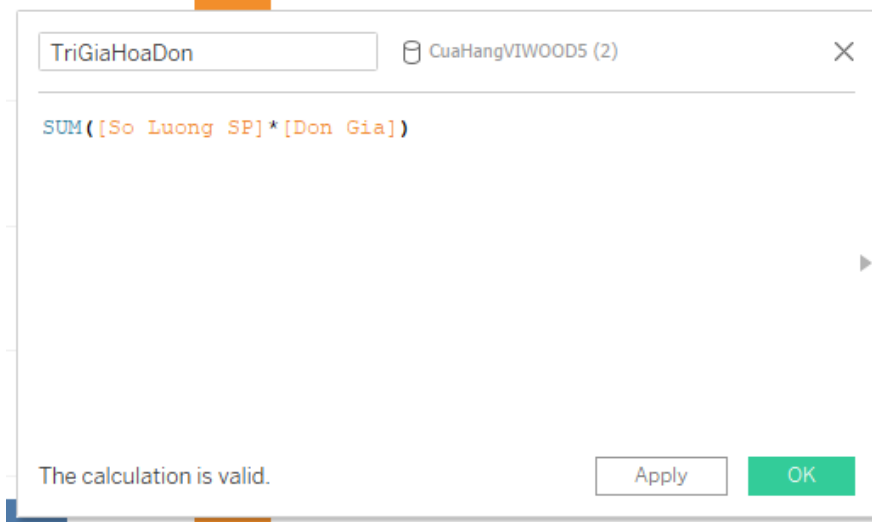 TriGiaHoaDon
CuaHangVIWOOD5 (2)
SUM([So Luong SP]*[Don Gia])
The calculation is valid.
Apply
OK